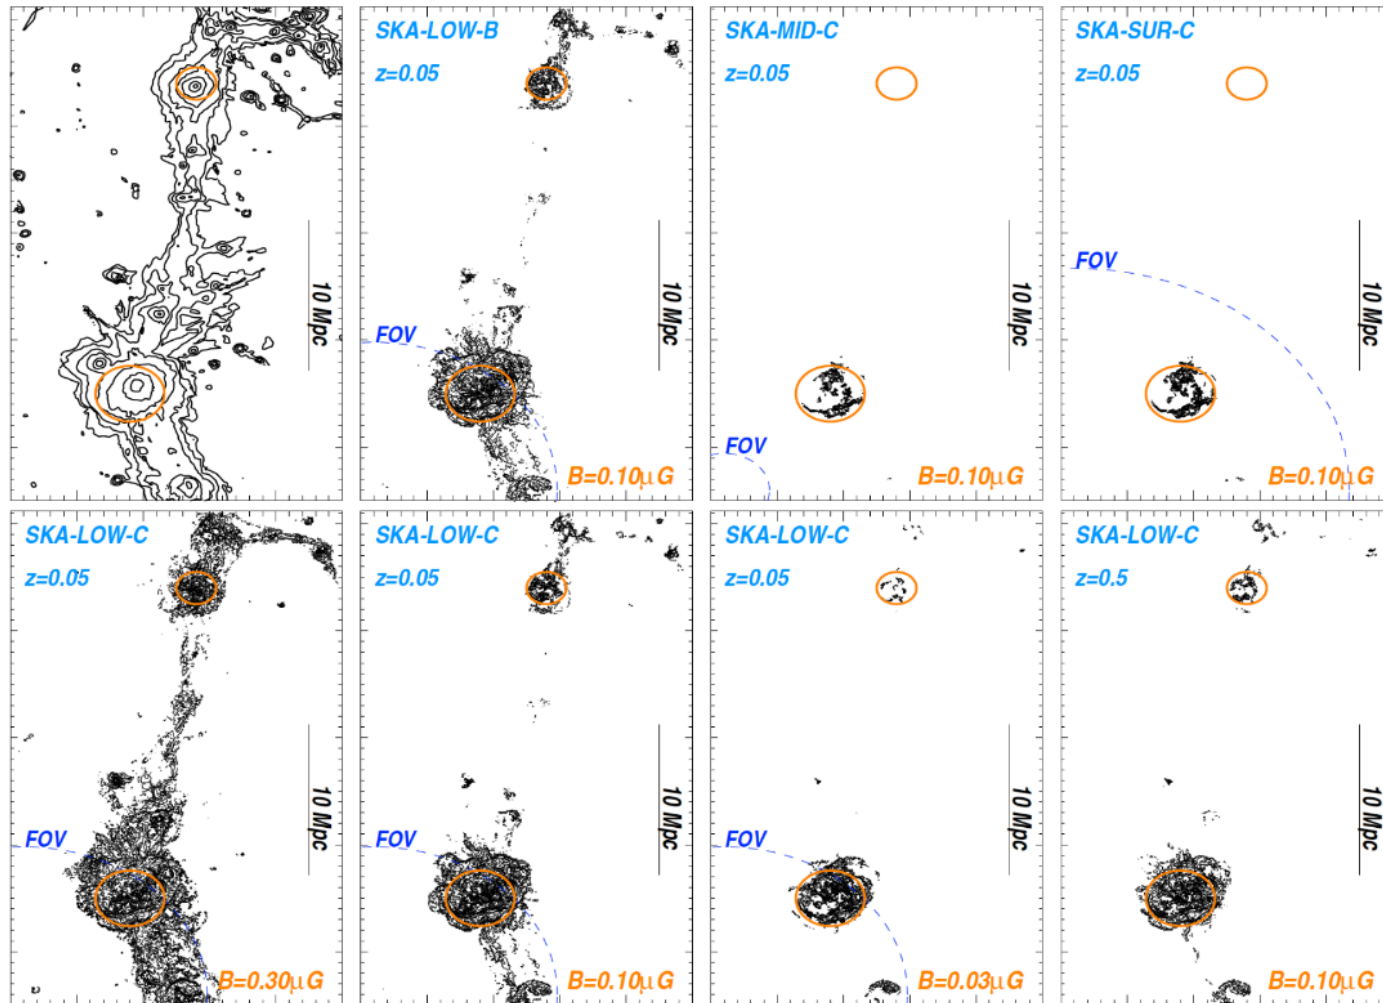 SKA-LOW-B
z=0.05
10 Mpc
FOV
B=0.10μG
SKA-MID-C
z=0.05
10 Mpc
FOV
B=0.10μG
SKA-SUR-C
z=0.05
FOV
10 Mpc
B=0.10μG
10 Mpc
SKA-LOW-C
z=0.05
10 Mpc
FOV
B=0.30μG
SKA-LOW-C
z=0.05
10 Mpc
FOV
B=0.10μG
SKA-LOW-C
z=0.05
10 Mpc
FOV
B=0.03μG
SKA-LOW-C
z=0.5
10 Mpc
B=0.10μG